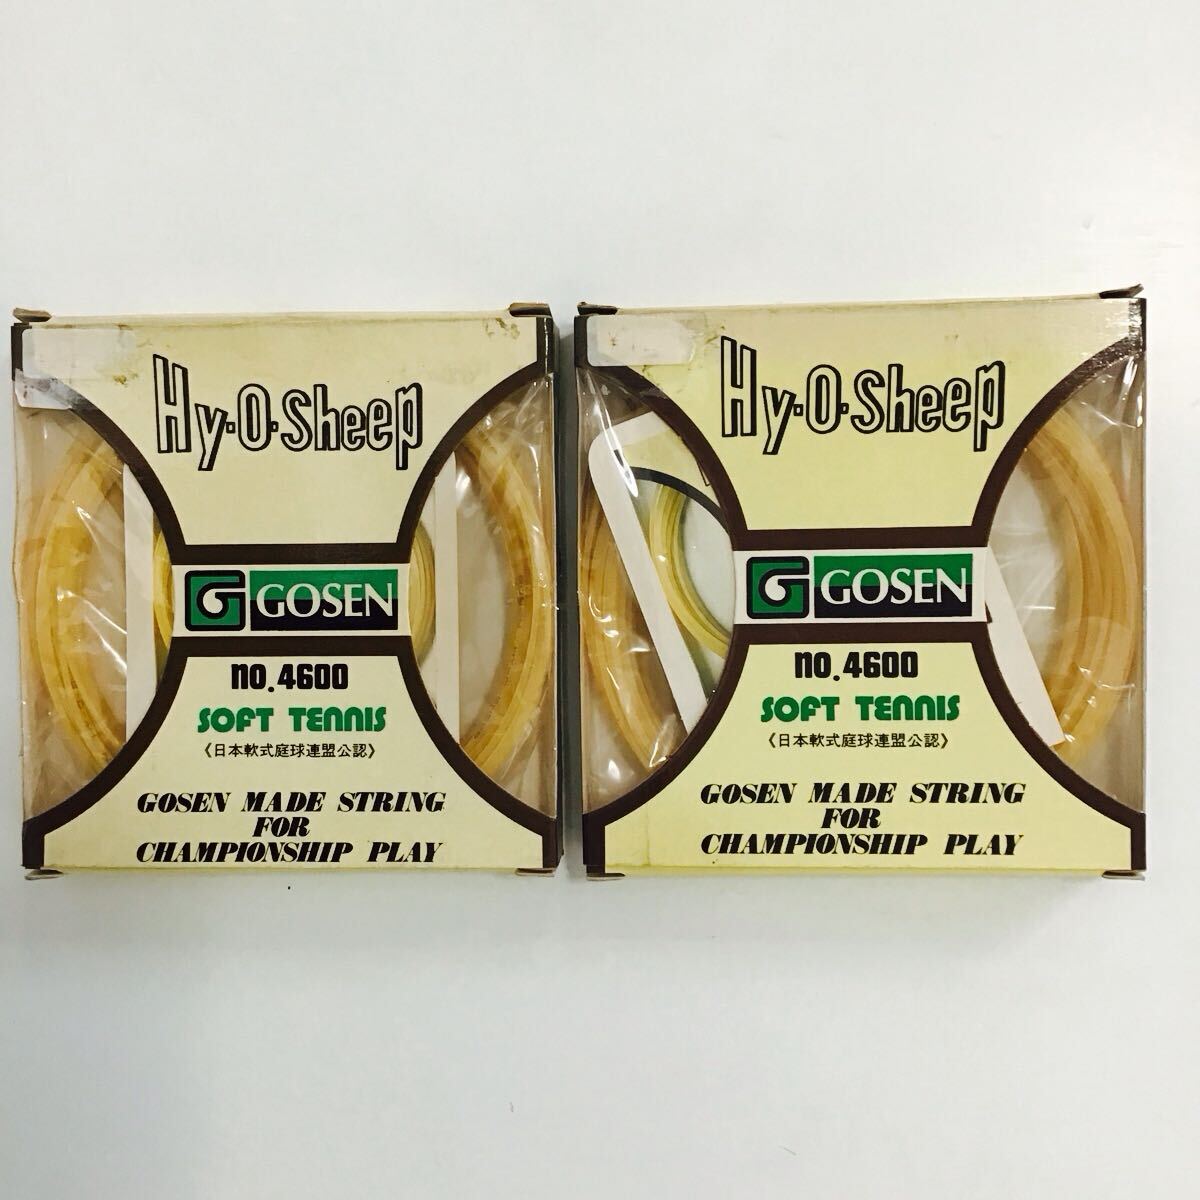 Hy·O·Sheep
G GOSEN
no.4600
SOFT TENNIS
《日本軟式庭球連盟公認》
GOSEN MADE STRING
FOR
CHAMPIONSHIP PLAY
Hy·O·Sheep
G GOSEN
no.4600
SOFT TENNIS
《日本軟式庭球連盟公認》
GOSEN MADE STRING
FOR
CHAMPIONSHIP PLAY